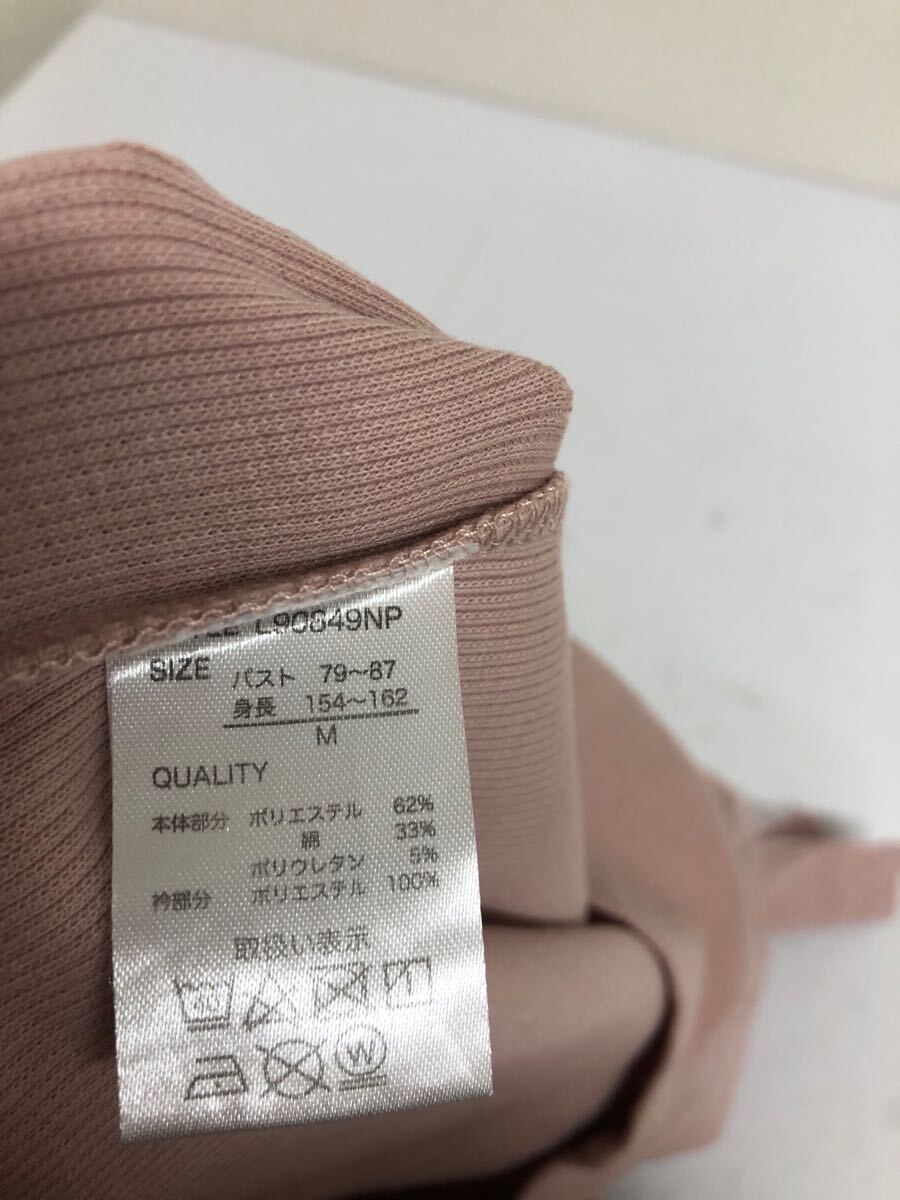 L90849NP
SIZE バスト 79~87
身長 154~162
M
QUALITY
本体部分 ポリエステル 62%
綿 33%
ポリウレタン 5%
衿部分 ポリエステル 100%
取扱い表示
W